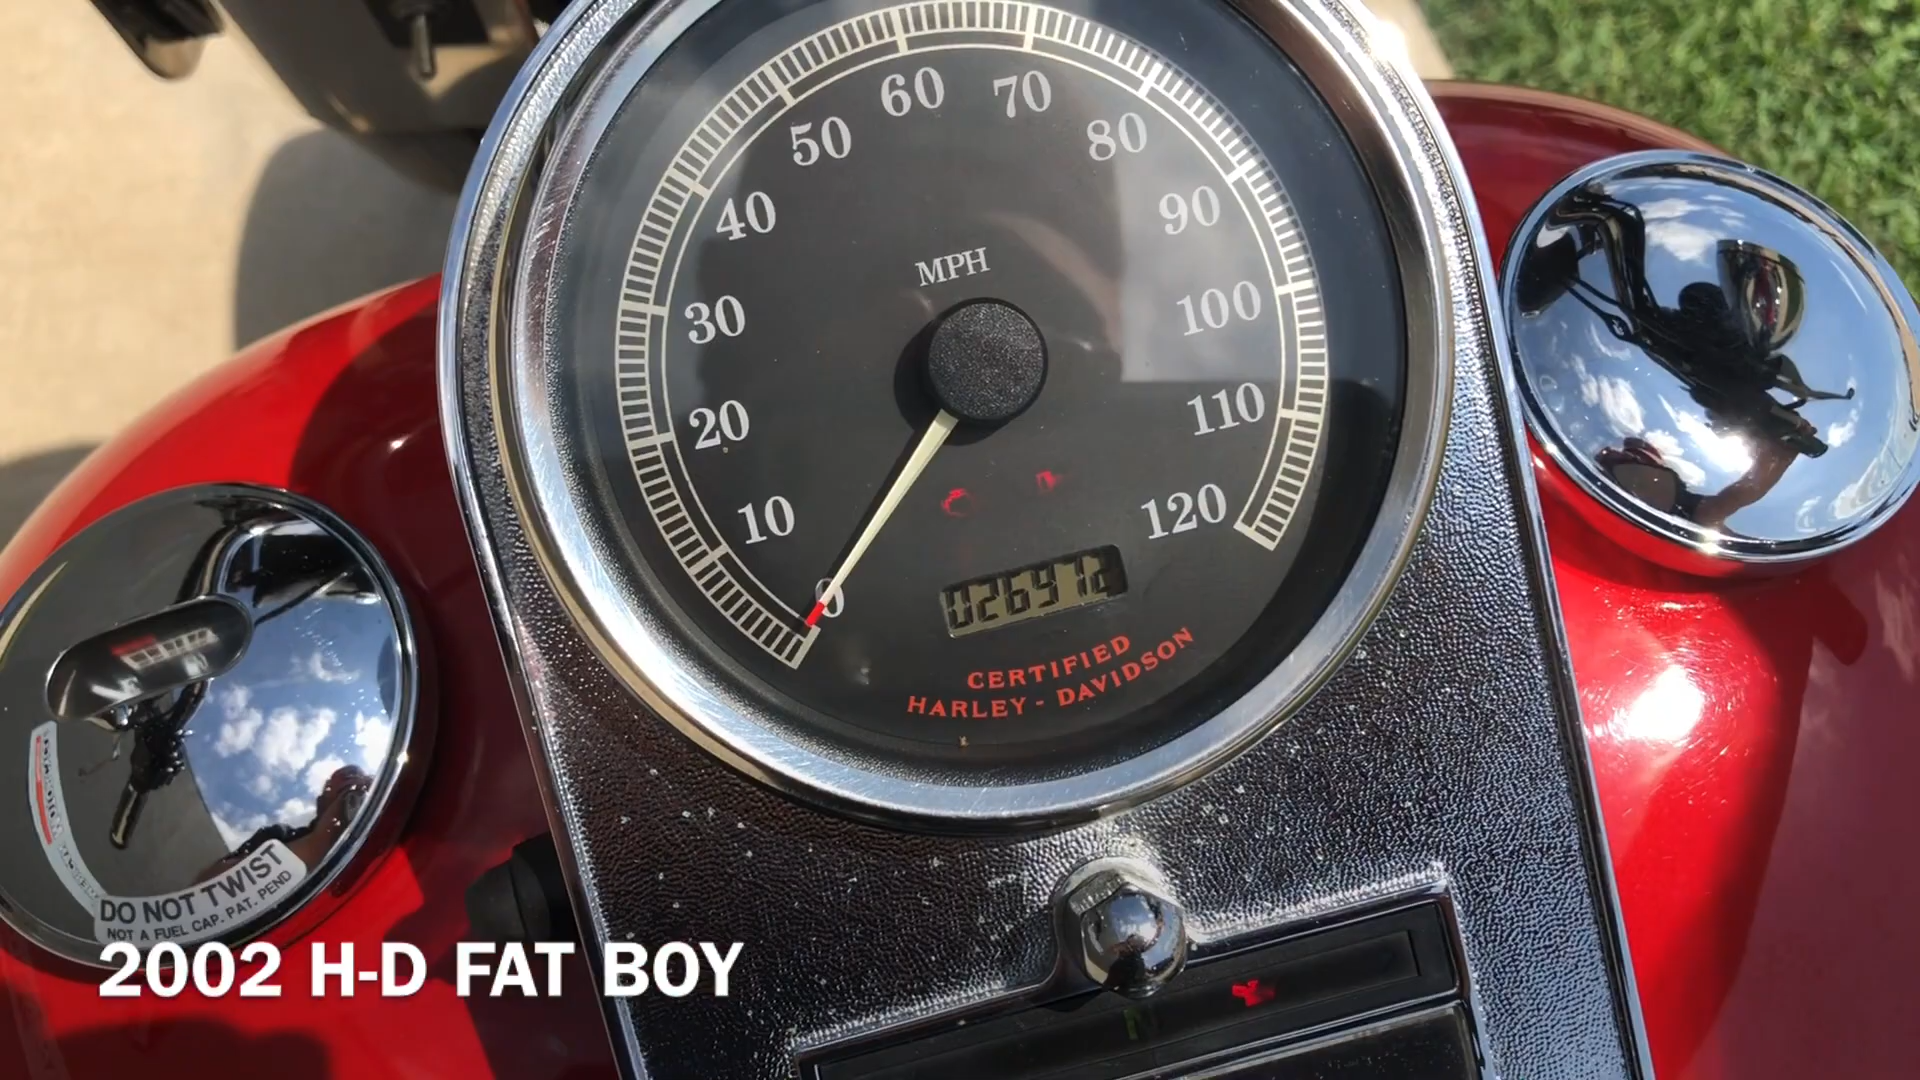 60 70
50 80
40 90
MPH
30 100
20 110
10 120
0
026972
CERTIFIED
HARLEY - DAVIDSON
DO NOT TWIST
NOT A FUEL CAP. PAT. PEND
N
2002 H-D FAT BOY